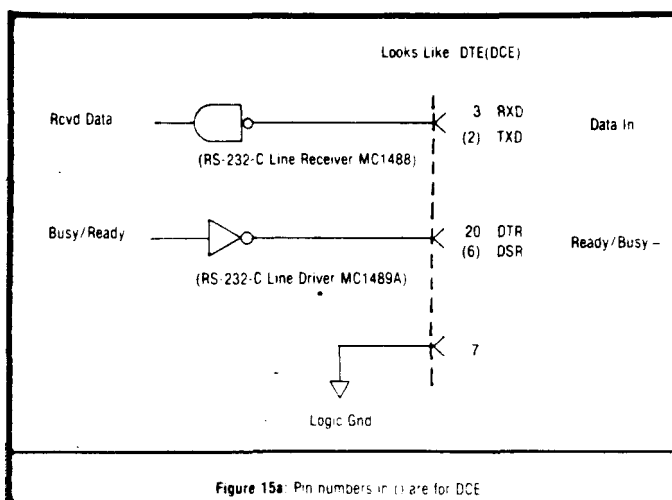 Looks Like DTE(DCE)
Rcvd Data
3 RXD
(2) TXD
Data In
(RS-232-C Line Receiver MC1488)
Busy/Ready
20 DTR
(6) DSR
Ready/Busy –
(RS-232-C Line Driver MC1489A)
7
Logic Gnd
Figure 15a: Pin numbers in () are for DCE